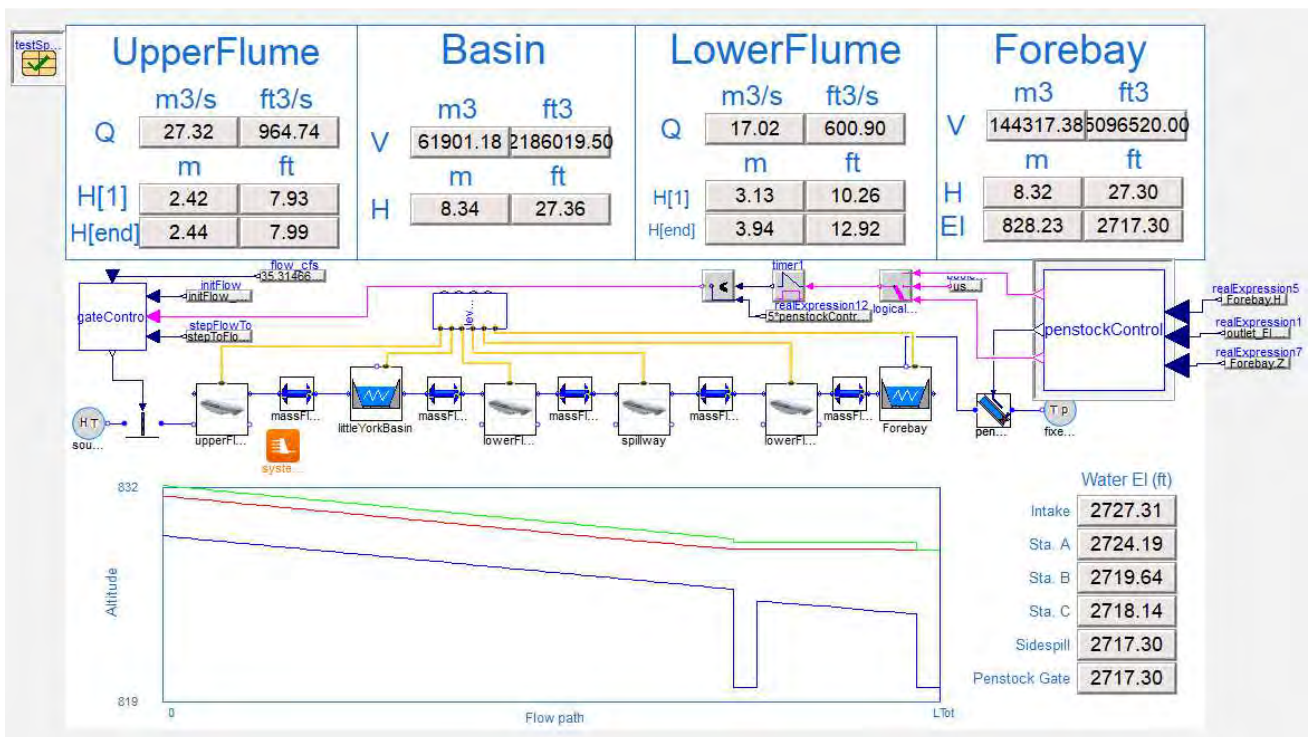 testSp...
UpperFlume
Basin
LowerFlume
Forebay
m3/s ft3/s
m3 ft3
m3/s ft3/s
m3 ft3
Q 27.32 964.74
V 61901.18 2186019.50
Q 17.02 600.90
V 144317.38 5096520.00
m ft
m ft
m ft
m ft
H[1] 2.42 7.93
H 8.34 27.36
H[1] 3.13 10.26
H 8.32 27.30
H[end] 2.44 7.99
H[end] 3.94 12.92
El 828.23 2717.30
flow_cfs
35.31466...
initFlow
initFlow_...
gateContro
stepFlowTo
stepToFlo...
lev...
timer1
<
realExpression12
5*penstockContr...
logical...
us...
penstockControl
realExpression5
Forebay.H
realExpression1
outlet_El...
realExpression7
Forebay.Z
H T
sou...
upperFl...
massFl...
syste...
littleYorkBasin
massFl...
lowerFl...
massFl...
spillway
massFl...
lowerFl...
massFl...
Forebay
pen...
T p
fixe...
832
Altitude
819
0
Flow path
LTot
Water El (ft)
Intake 2727.31
Sta. A 2724.19
Sta. B 2719.64
Sta. C 2718.14
Sidespill 2717.30
Penstock Gate 2717.30